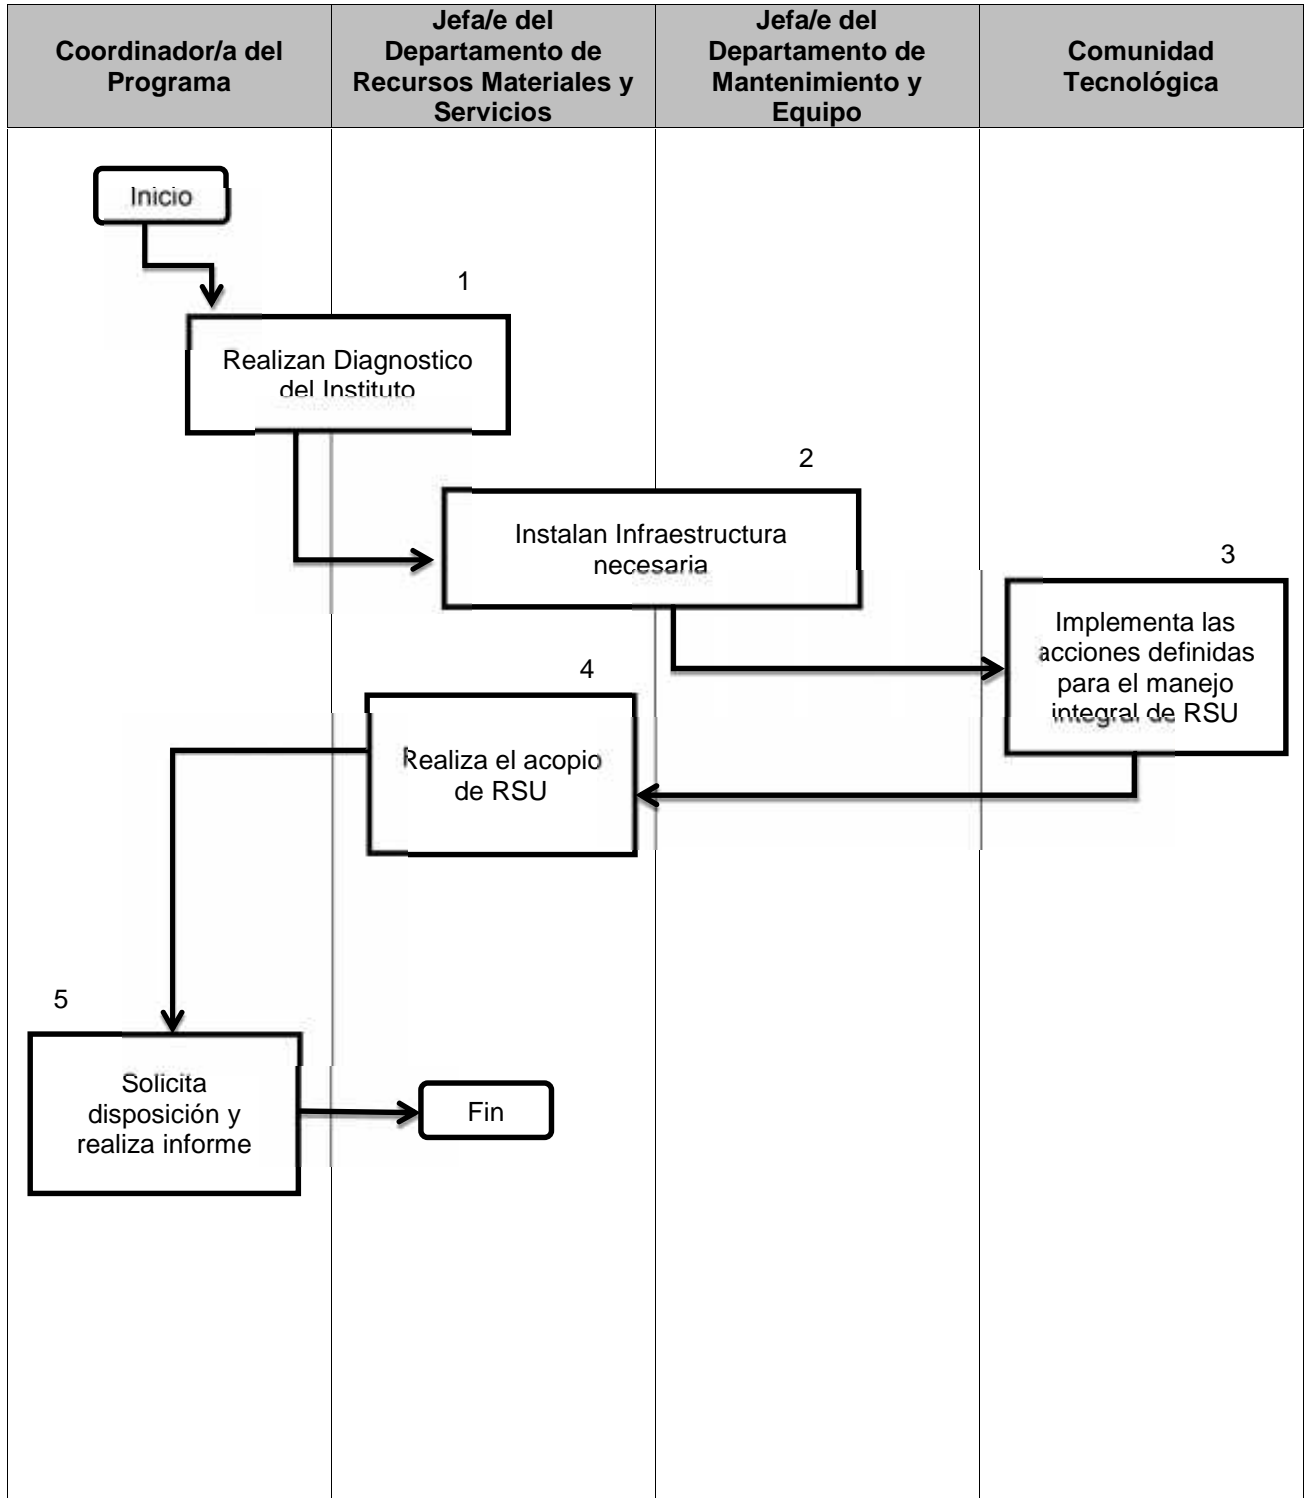 Coordinador/a del
Programa
Jefa/e del
Departamento de
Recursos Materiales y
Servicios
Jefa/e del
Departamento de
Mantenimiento y
Equipo
Comunidad
Tecnológica
Inicio
1
Realizan Diagnostico
del Instituto
2
Instalan Infraestructura
necesaria
3
Implementa las
acciones definidas
para el manejo
integral de RSU
4
Realiza el acopio
de RSU
5
Solicita
disposición y
realiza informe
Fin